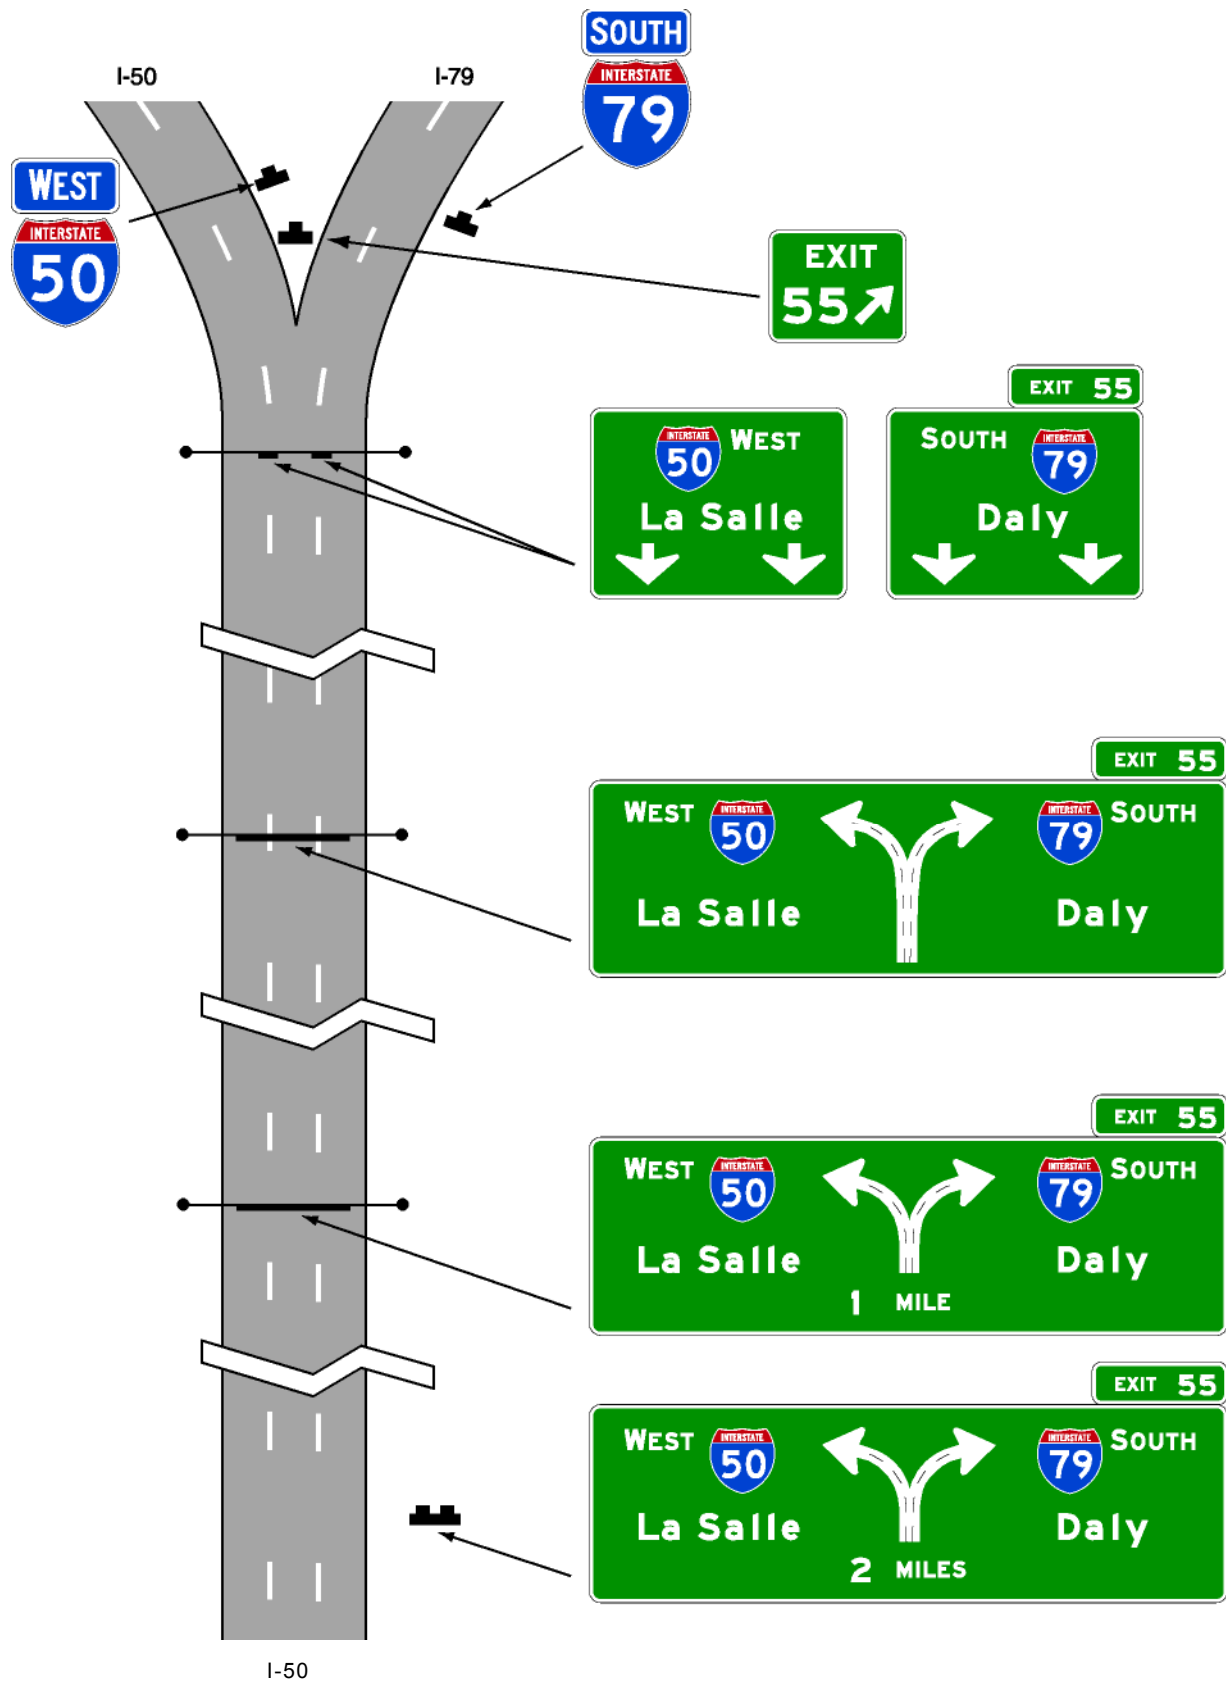 I-50
I-79
SOUTH
INTERSTATE
79
WEST
INTERSTATE
50
EXIT
55
EXIT 55
INTERSTATE
50
WEST
La Salle
SOUTH
INTERSTATE
79
Daly
EXIT 55
WEST
INTERSTATE
50
INTERSTATE
79
SOUTH
La Salle
Daly
EXIT 55
WEST
INTERSTATE
50
INTERSTATE
79
SOUTH
La Salle
Daly
1 MILE
EXIT 55
WEST
INTERSTATE
50
INTERSTATE
79
SOUTH
La Salle
Daly
2 MILES
I-50